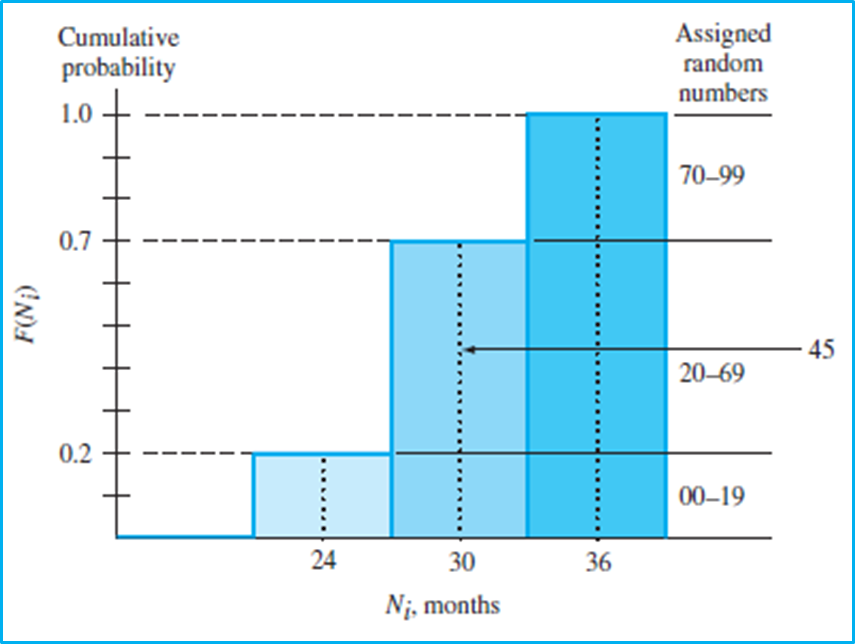 Cumulative
probability
Assigned
random
numbers
1.0
70–99
0.7
F(Ni)
45
20–69
0.2
00–19
24
30
36
Ni, months